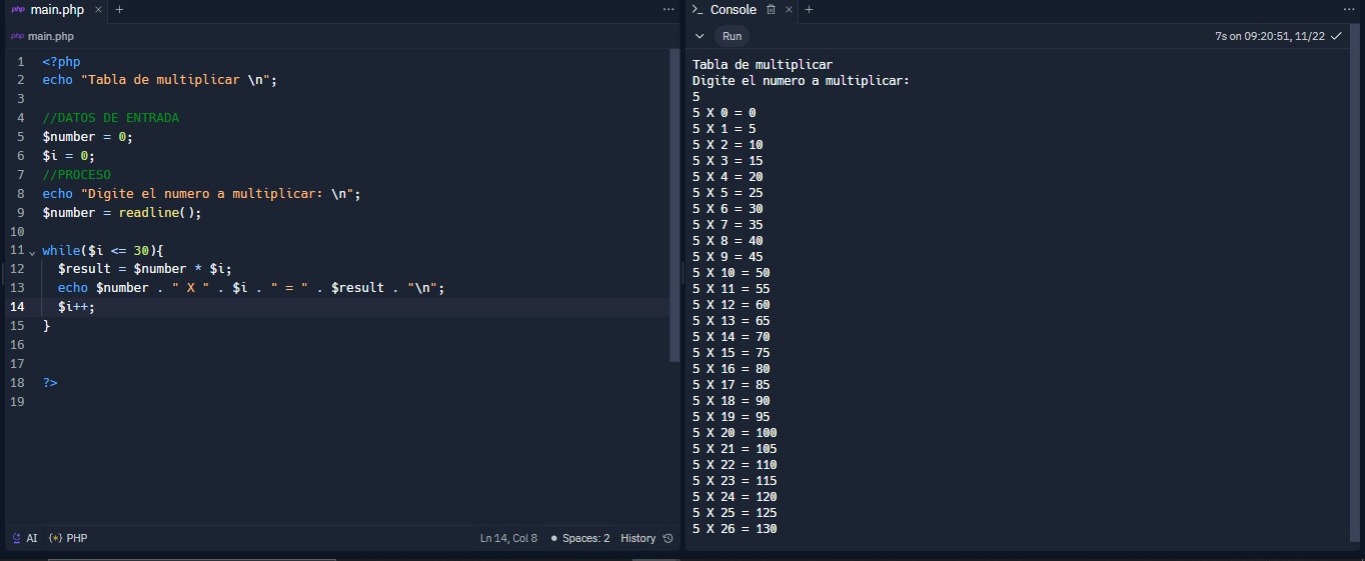 php main.php × +
...
php main.php
1 <?php
2 echo "Tabla de multiplicar \n";
3
4 //DATOS DE ENTRADA
5 $number = 0;
6 $i = 0;
7 //PROCESO
8 echo "Digite el numero a multiplicar: \n";
9 $number = readline();
10
11 while($i <= 30){
12 $result = $number * $i;
13 echo $number . " X " . $i . " = " . $result . "\n";
14 $i++;
15 }
16
17
18 ?>
19
AI {*} PHP
Ln 14, Col 8 • Spaces: 2 History
>_ Console × +
...
Run
7s on 09:20:51, 11/22 ✓
Tabla de multiplicar
Digite el numero a multiplicar:
5
5 X 0 = 0
5 X 1 = 5
5 X 2 = 10
5 X 3 = 15
5 X 4 = 20
5 X 5 = 25
5 X 6 = 30
5 X 7 = 35
5 X 8 = 40
5 X 9 = 45
5 X 10 = 50
5 X 11 = 55
5 X 12 = 60
5 X 13 = 65
5 X 14 = 70
5 X 15 = 75
5 X 16 = 80
5 X 17 = 85
5 X 18 = 90
5 X 19 = 95
5 X 20 = 100
5 X 21 = 105
5 X 22 = 110
5 X 23 = 115
5 X 24 = 120
5 X 25 = 125
5 X 26 = 130